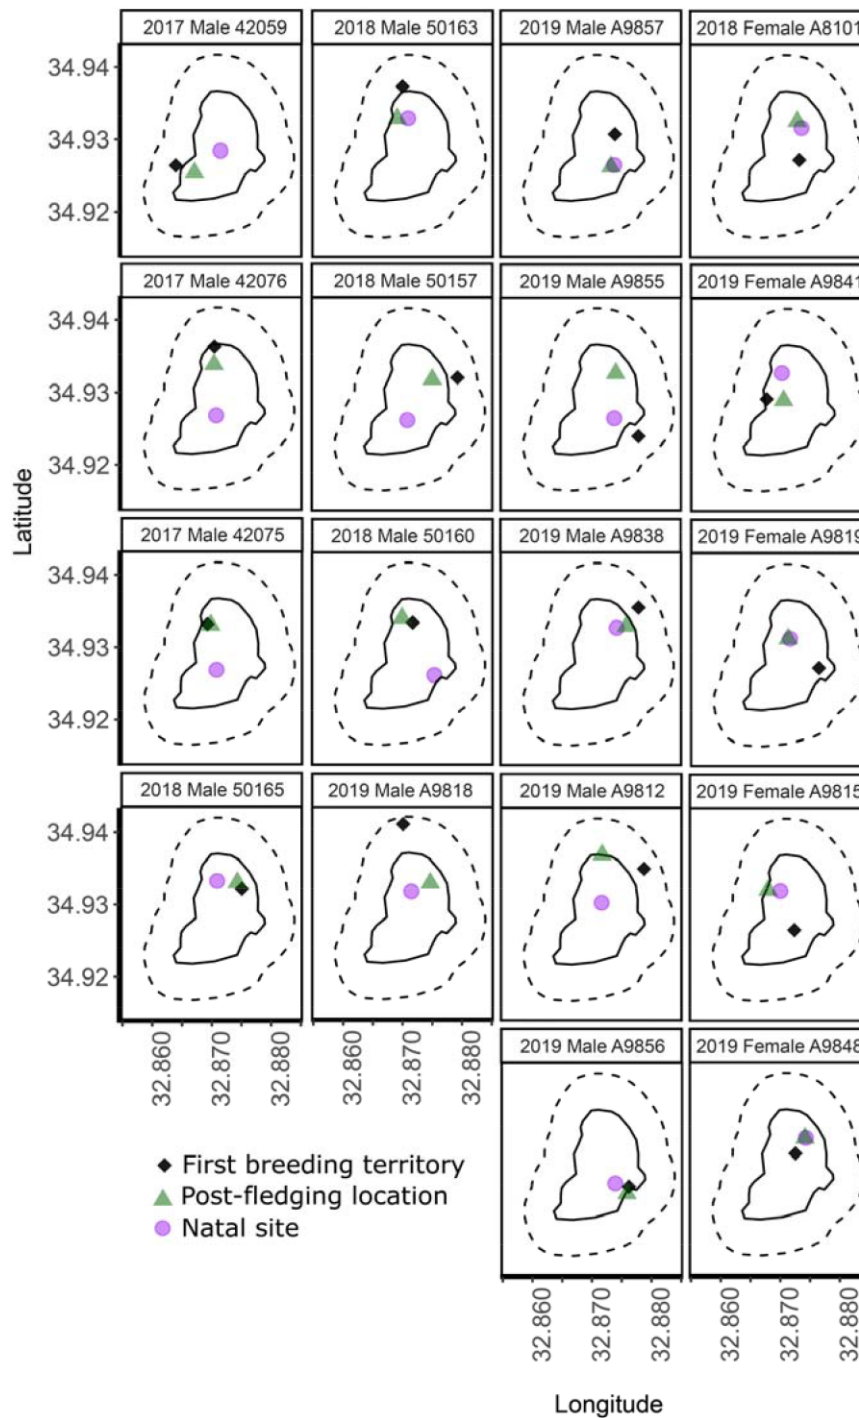 2017 Male 42059 2018 Male 50163 2019 Male A9857 2018 Female A8101
34.94
34.93
34.92
2017 Male 42076 2018 Male 50157 2019 Male A9855 2019 Female A9841
34.94
34.93
34.92
2017 Male 42075 2018 Male 50160 2019 Male A9838 2019 Female A9819
34.94
34.93
34.92
2018 Male 50165 2019 Male A9818 2019 Male A9812 2019 Female A9815
34.94
34.93
34.92
Latitude
32.860 32.870 32.880 32.860 32.870 32.880
2019 Male A9856 2019 Female A9848
First breeding territory
Post-fledging location
Natal site
32.860 32.870 32.880 32.860 32.870 32.880
Longitude